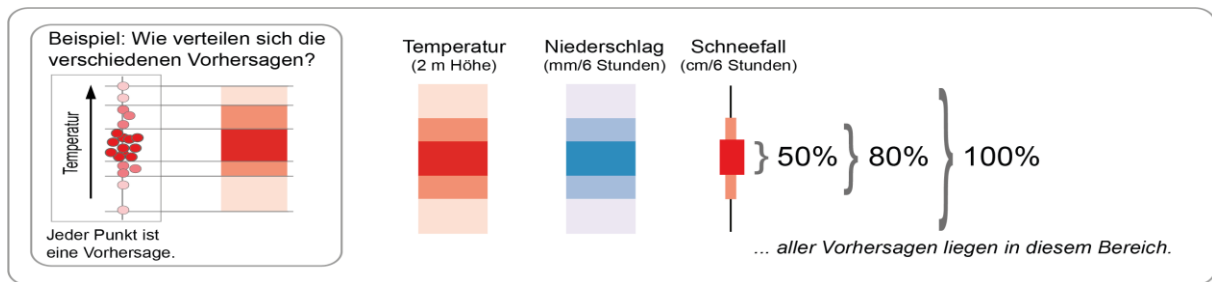 Beispiel: Wie verteilen sich die
verschiedenen Vorhersagen?
Temperatur
Jeder Punkt ist
eine Vorhersage.
Temperatur
(2 m Höhe)
Niederschlag
(mm/6 Stunden)
Schneefall
(cm/6 Stunden)
50%
80%
100%
... aller Vorhersagen liegen in diesem Bereich.